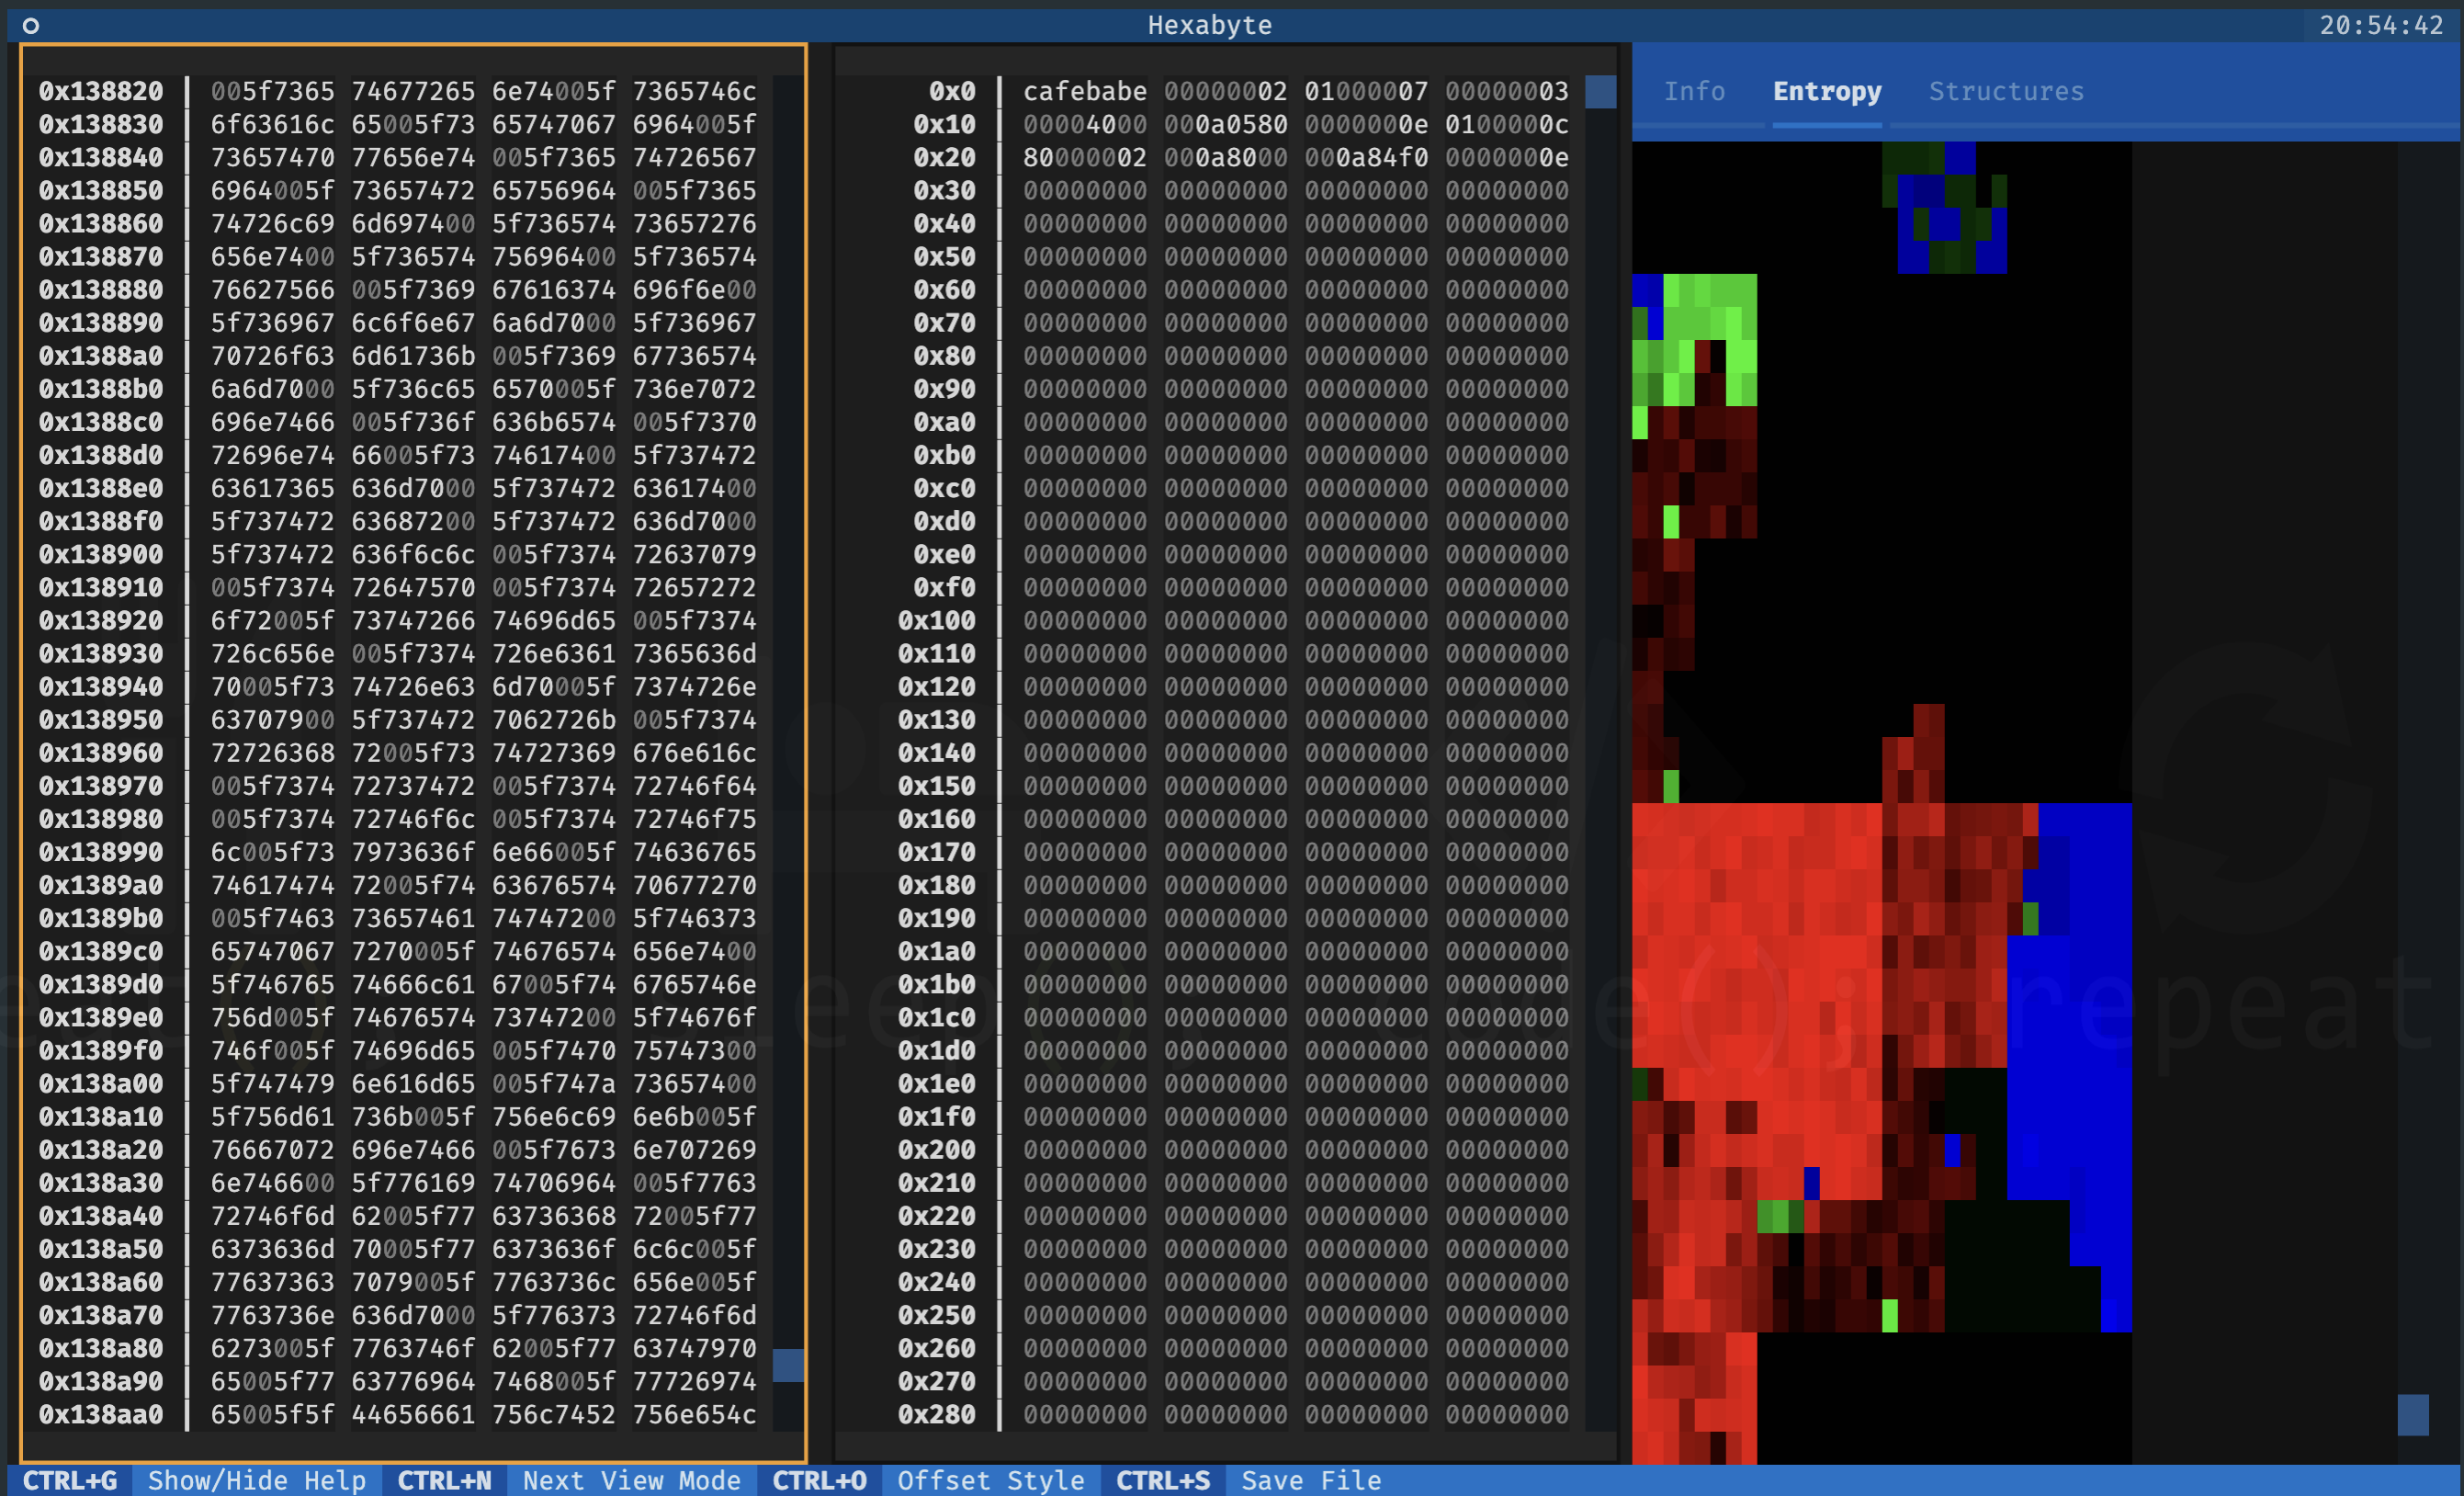 Hexabyte 20:54:42
Info Entropy Structures
0x138820 005f7365 74677265 6e74005f 7365746c
0x138830 6f63616c 65005f73 65747067 6964005f
0x138840 73657470 77656e74 005f7365 74726567
0x138850 6964005f 73657472 65756964 005f7365
0x138860 74726c69 6d697400 5f736574 73657276
0x138870 656e7400 5f736574 75696400 5f736574
0x138880 76627566 005f7369 67616374 696f6e00
0x138890 5f736967 6c6f6e67 6a6d7000 5f736967
0x1388a0 70726f63 6d61736b 005f7369 67736574
0x1388b0 6a6d7000 5f736c65 6570005f 736e7072
0x1388c0 696e7466 005f736f 636b6574 005f7370
0x1388d0 72696e74 66005f73 74617400 5f737472
0x1388e0 63617365 636d7000 5f737472 63617400
0x1388f0 5f737472 63687200 5f737472 636d7000
0x138900 5f737472 636f6c6c 005f7374 72637079
0x138910 005f7374 72647570 005f7374 72657272
0x138920 6f72005f 73747266 74696d65 005f7374
0x138930 726c656e 005f7374 726e6361 7365636d
0x138940 70005f73 74726e63 6d70005f 7374726e
0x138950 63707900 5f737472 7062726b 005f7374
0x138960 72726368 72005f73 74727369 676e616c
0x138970 005f7374 72737472 005f7374 72746f64
0x138980 005f7374 72746f6c 005f7374 72746f75
0x138990 6c005f73 7973636f 6e66005f 74636765
0x1389a0 74617474 72005f74 63676574 70677270
0x1389b0 005f7463 73657461 74747200 5f746373
0x1389c0 65747067 7270005f 74676574 656e7400
0x1389d0 5f746765 74666c61 67005f74 6765746e
0x1389e0 756d005f 74676574 73747200 5f74676f
0x1389f0 746f005f 74696d65 005f7470 75747300
0x138a00 5f747479 6e616d65 005f747a 73657400
0x138a10 5f756d61 736b005f 756e6c69 6e6b005f
0x138a20 76667072 696e7466 005f7673 6e707269
0x138a30 6e746600 5f776169 74706964 005f7763
0x138a40 72746f6d 62005f77 63736368 72005f77
0x138a50 6373636d 70005f77 6373636f 6c6c005f
0x138a60 77637363 7079005f 7763736c 656e005f
0x138a70 7763736e 636d7000 5f776373 72746f6d
0x138a80 6273005f 7763746f 62005f77 63747970
0x138a90 65005f77 63776964 7468005f 77726974
0x138aa0 65005f5f 44656661 756c7452 756e654c
0x0 cafebabe 00000002 01000007 00000003
0x10 00004000 000a0580 0000000e 0100000c
0x20 80000002 000a8000 000a84f0 0000000e
0x30 00000000 00000000 00000000 00000000
0x40 00000000 00000000 00000000 00000000
0x50 00000000 00000000 00000000 00000000
0x60 00000000 00000000 00000000 00000000
0x70 00000000 00000000 00000000 00000000
0x80 00000000 00000000 00000000 00000000
0x90 00000000 00000000 00000000 00000000
0xa0 00000000 00000000 00000000 00000000
0xb0 00000000 00000000 00000000 00000000
0xc0 00000000 00000000 00000000 00000000
0xd0 00000000 00000000 00000000 00000000
0xe0 00000000 00000000 00000000 00000000
0xf0 00000000 00000000 00000000 00000000
0x100 00000000 00000000 00000000 00000000
0x110 00000000 00000000 00000000 00000000
0x120 00000000 00000000 00000000 00000000
0x130 00000000 00000000 00000000 00000000
0x140 00000000 00000000 00000000 00000000
0x150 00000000 00000000 00000000 00000000
0x160 00000000 00000000 00000000 00000000
0x170 00000000 00000000 00000000 00000000
0x180 00000000 00000000 00000000 00000000
0x190 00000000 00000000 00000000 00000000
0x1a0 00000000 00000000 00000000 00000000
0x1b0 00000000 00000000 00000000 00000000
0x1c0 00000000 00000000 00000000 00000000
0x1d0 00000000 00000000 00000000 00000000
0x1e0 00000000 00000000 00000000 00000000
0x1f0 00000000 00000000 00000000 00000000
0x200 00000000 00000000 00000000 00000000
0x210 00000000 00000000 00000000 00000000
0x220 00000000 00000000 00000000 00000000
0x230 00000000 00000000 00000000 00000000
0x240 00000000 00000000 00000000 00000000
0x250 00000000 00000000 00000000 00000000
0x260 00000000 00000000 00000000 00000000
0x270 00000000 00000000 00000000 00000000
0x280 00000000 00000000 00000000 00000000
repeat
CTRL+G Show/Hide Help CTRL+N Next View Mode CTRL+O Offset Style CTRL+S Save File